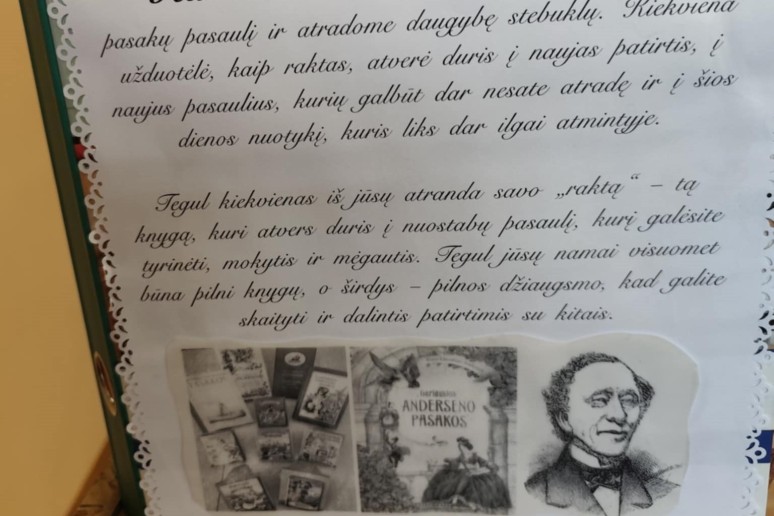 pasakų pasaulį ir atradome daugybę stebuklų. Kiekviena
užduotėlė, kaip raktas, atvėrė duris į naujas patirtis, į
naujus pasaulius, kurių galbūt dar nesate atradę ir į šios
dienos nuotykį, kuris liks dar ilgai atmintyje.
Tegul kiekvienas iš jūsų atranda savo „raktą“ – tą
knygą, kuri atvers duris į nuostabų pasaulį, kurį galėsite
tyrinėti, mokytis ir mėgautis. Tegul jūsų namai visuomet
būna pilni knygų, o širdys – pilnos džiaugsmo, kad galite
skaityti ir dalintis patirtimis su kitais.
ANDERSENO
PASAKOS